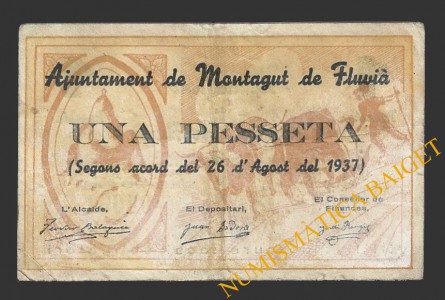 Ajuntament de Montagut de Fluvià
UNA PESSETA
(Segons acord del 26 d'Agost del 1937)
L'Alcalde, El Depositari, El Conseller de
Finances,
NUMISMATICA BAIGET